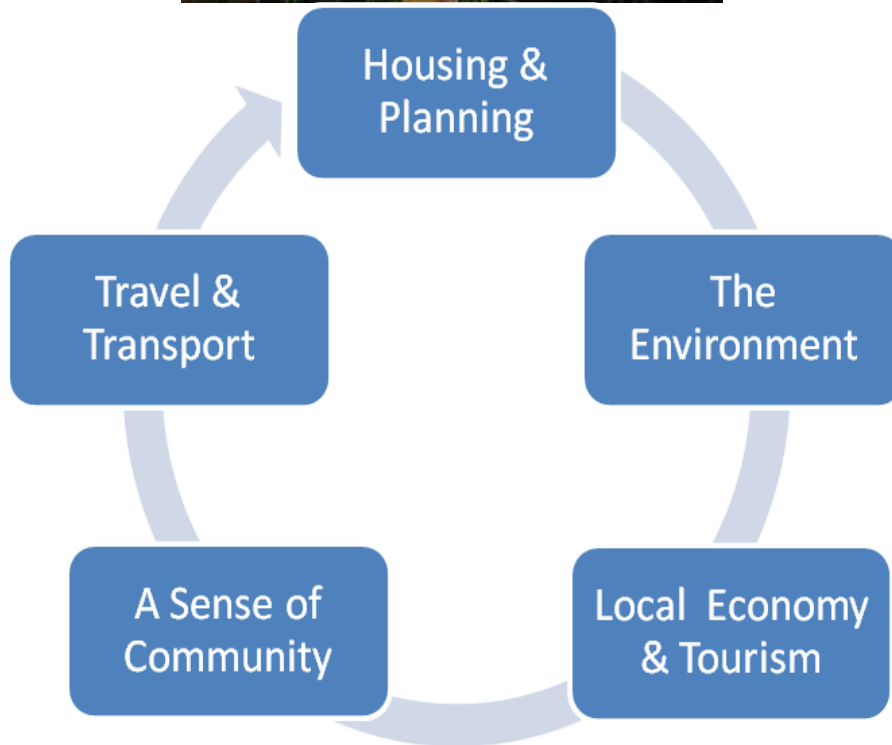 Housing &
Planning
The
Environment
Local Economy
& Tourism
A Sense of
Community
Travel &
Transport